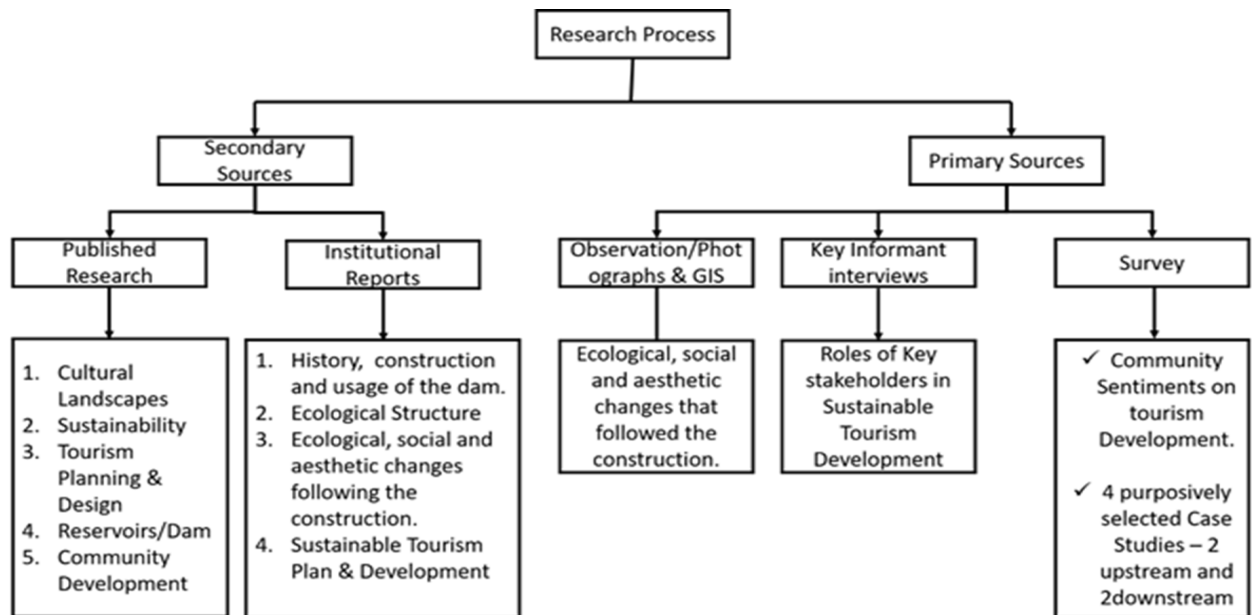 Research Process
Secondary
Sources
Primary Sources
Published
Research
Institutional
Reports
Observation/Phot
ographs & GIS
Key Informant
interviews
Survey
1. Cultural
Landscapes
2. Sustainability
3. Tourism
Planning &
Design
4. Reservoirs/Dam
5. Community
Development
1. History, construction
and usage of the dam.
2. Ecological Structure
3. Ecological, social and
aesthetic changes
following the
construction.
4. Sustainable Tourism
Plan & Development
Ecological, social
and aesthetic
changes that
followed the
construction.
Roles of Key
stakeholders in
Sustainable
Tourism
Development
✓ Community
Sentiments on
tourism
Development.
✓ 4 purposively
selected Case
Studies – 2
upstream and
2downstream